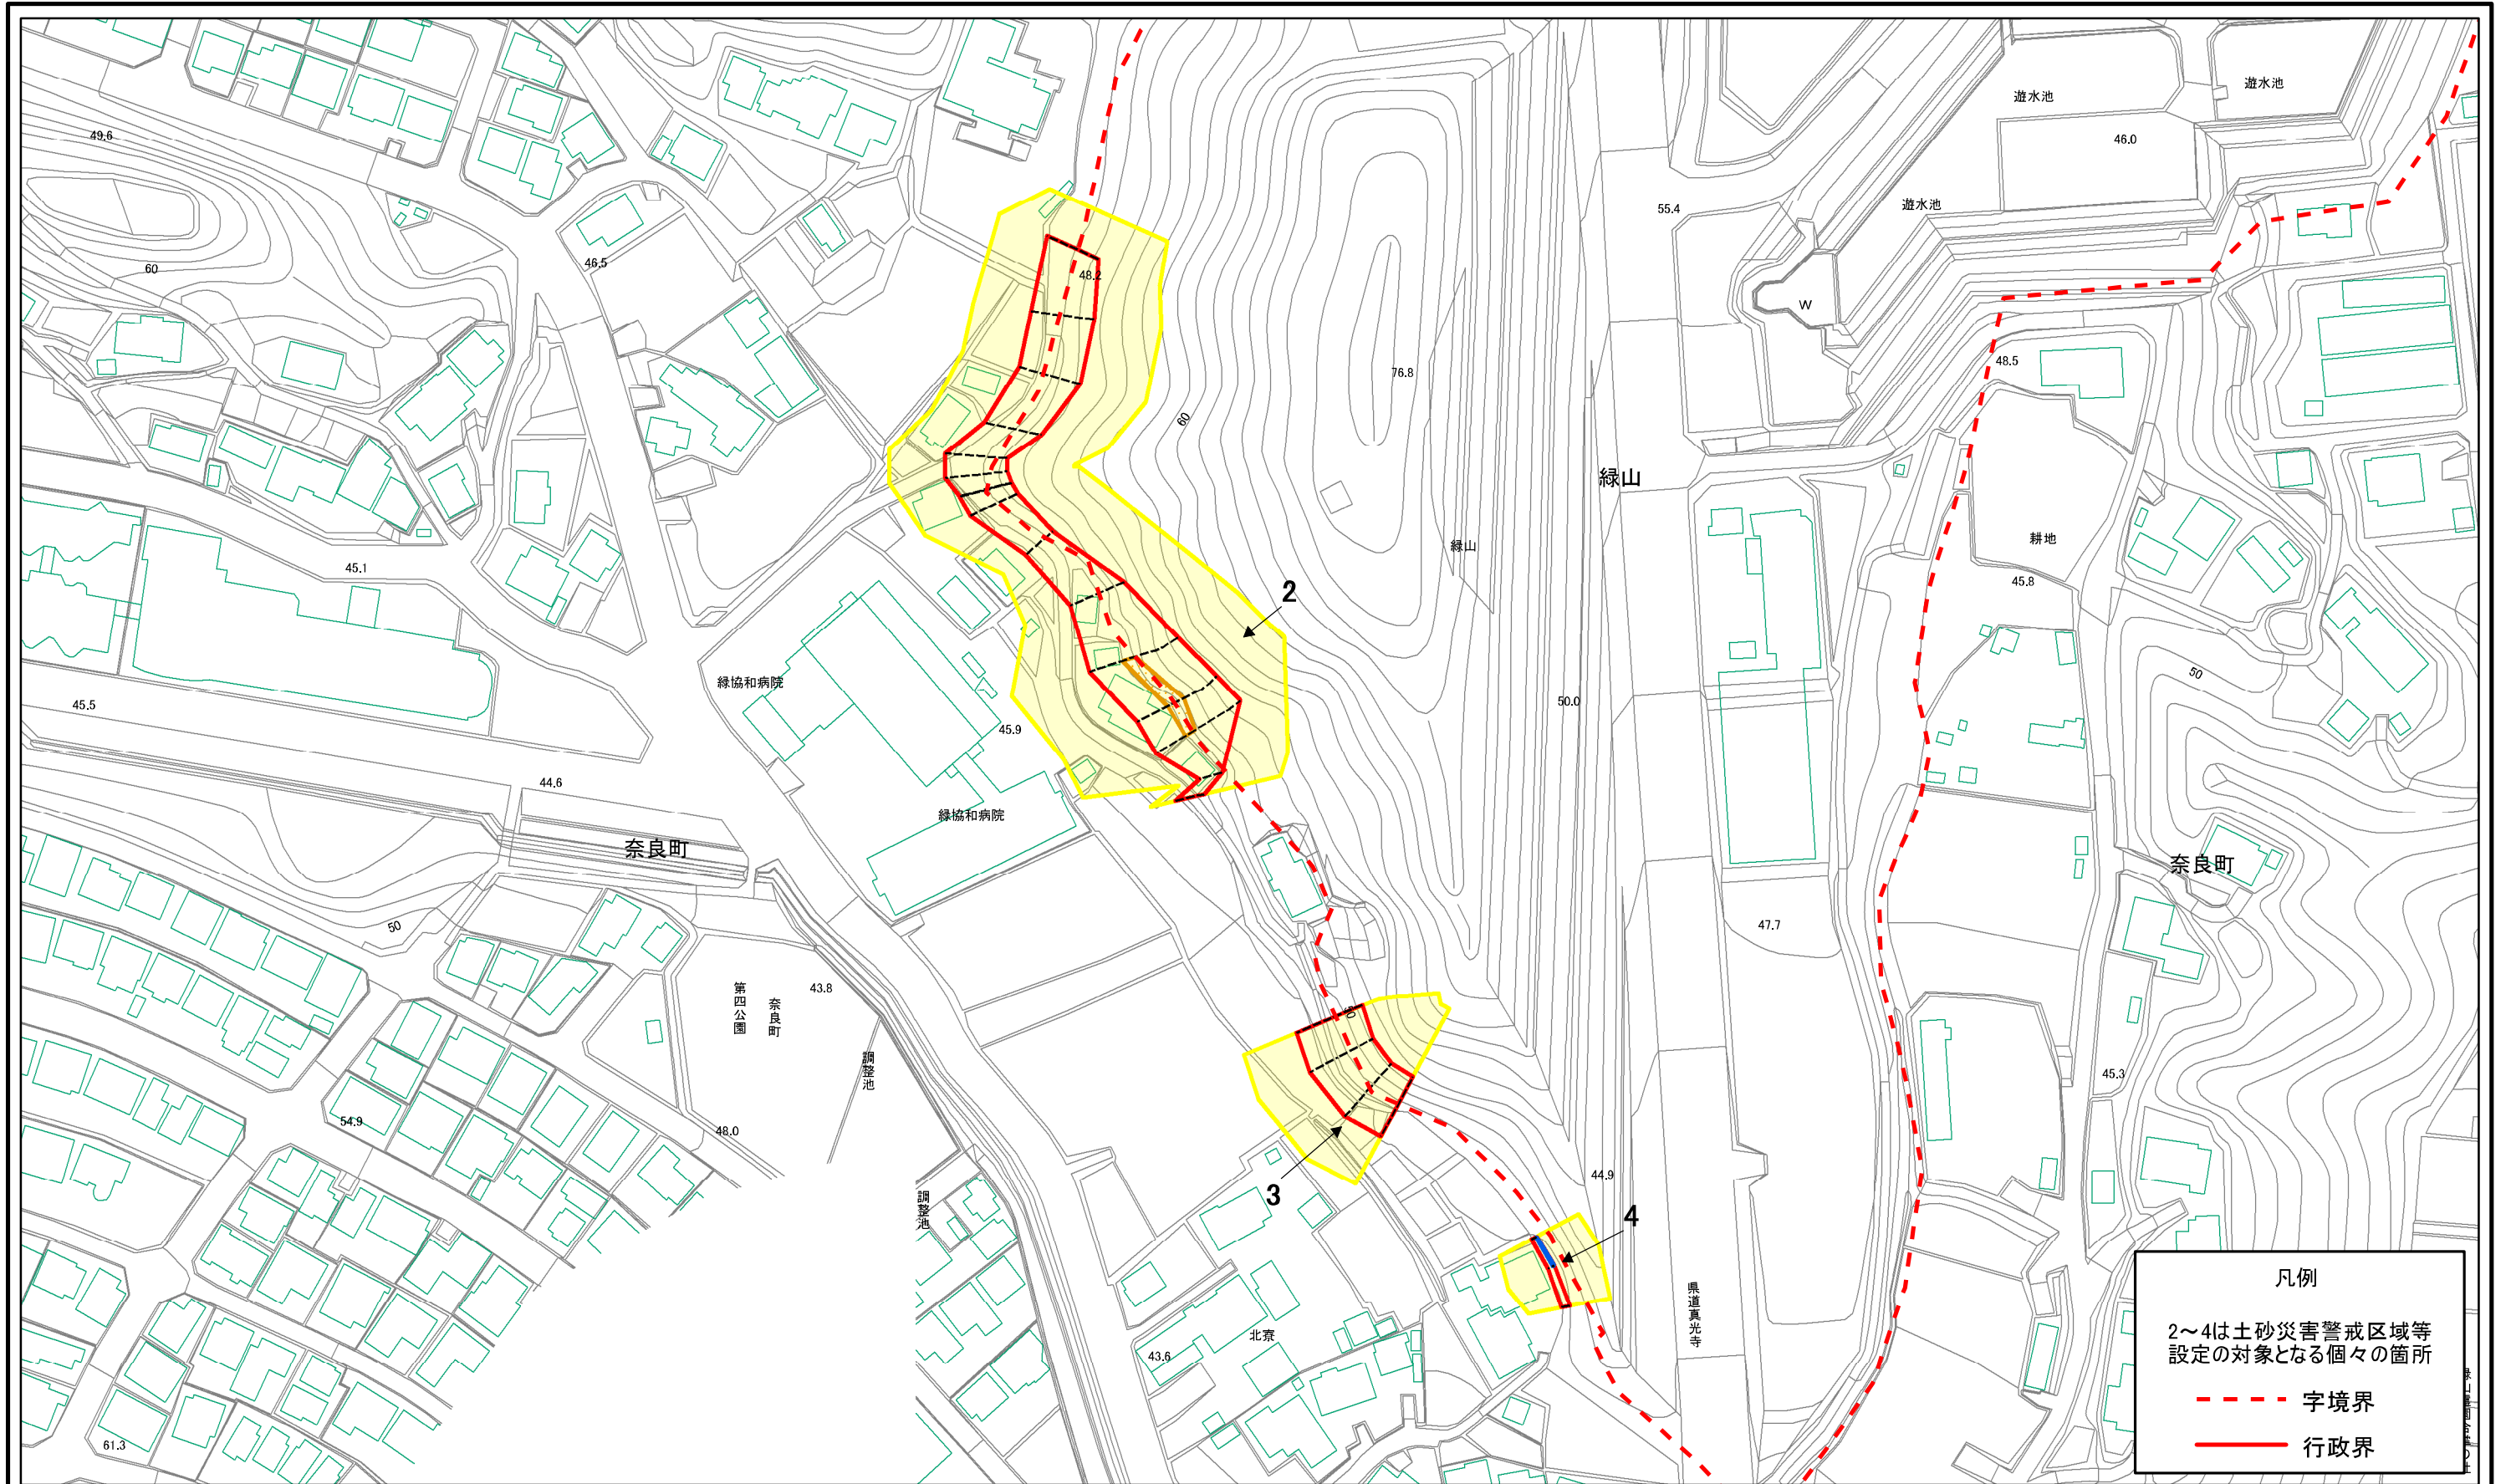 遊水池
遊水池
49.6
46.0
遊水池
55.4
60
46.5
48.2
W
48.5
76.8
60
緑山
緑山
耕地
45.1
45.8
2
50
緑協和病院
45.5
45.9
50.0
44.6
緑協和病院
奈良町
奈良町
50
47.7
第四公園
奈良町
43.8
調整池
50
45.3
54.9
48.0
44.9
3
調整池
4
県道真光寺
北寮
43.6
61.3
凡例
2～4は土砂災害警戒区域等
設定の対象となる個々の箇所
字境界
行政界